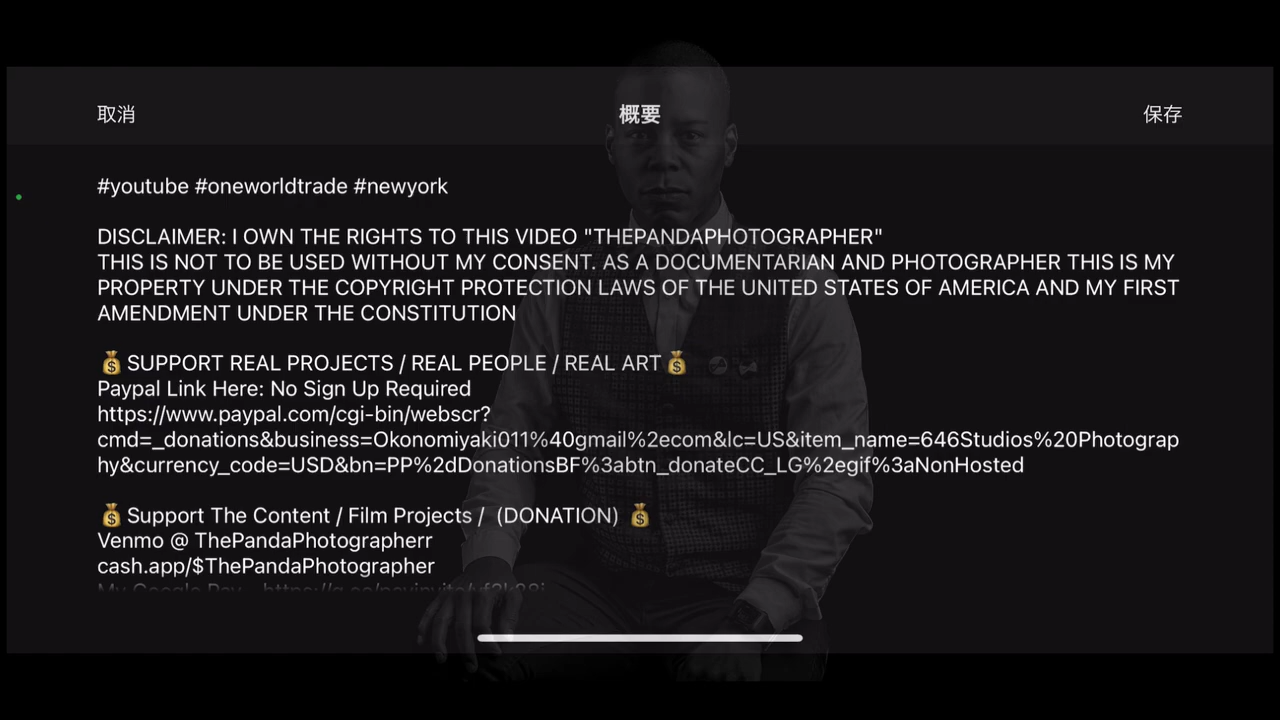 取消
概要
保存
#youtube #oneworldtrade #newyork
DISCLAIMER: I OWN THE RIGHTS TO THIS VIDEO "THEPANDAPHOTOGRAPHER"
THIS IS NOT TO BE USED WITHOUT MY CONSENT. AS A DOCUMENTARIAN AND PHOTOGRAPHER THIS IS MY
PROPERTY UNDER THE COPYRIGHT PROTECTION LAWS OF THE UNITED STATES OF AMERICA AND MY FIRST
AMENDMENT UNDER THE CONSTITUTION
💰SUPPORT REAL PROJECTS / REAL PEOPLE / REAL ART💰
Paypal Link Here: No Sign Up Required
https://www.paypal.com/cgi-bin/webscr?
cmd=_donations&business=Okonomiyaki011%40gmail%2ecom&lc=US&item_name=646Studios%20Photograp
hy&currency_code=USD&bn=PP%2dDonationsBF%3abtn_donateCC_LG%2egif%3aNonHosted
💰Support The Content / Film Projects /  (DONATION) 💰
Venmo @ ThePandaPhotographerr
cash.app/$ThePandaPhotographer
My Google Pay -